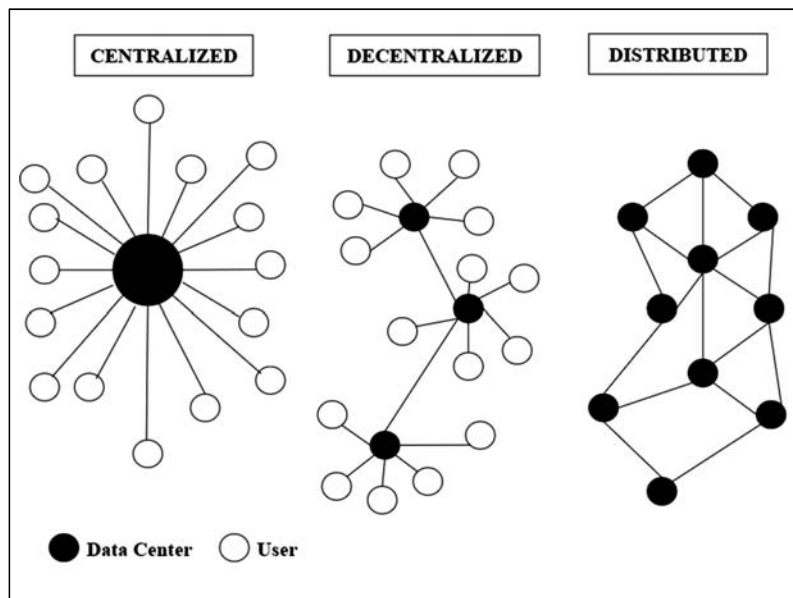 CENTRALIZED
DECENTRALIZED
DISTRIBUTED
Data Center
User